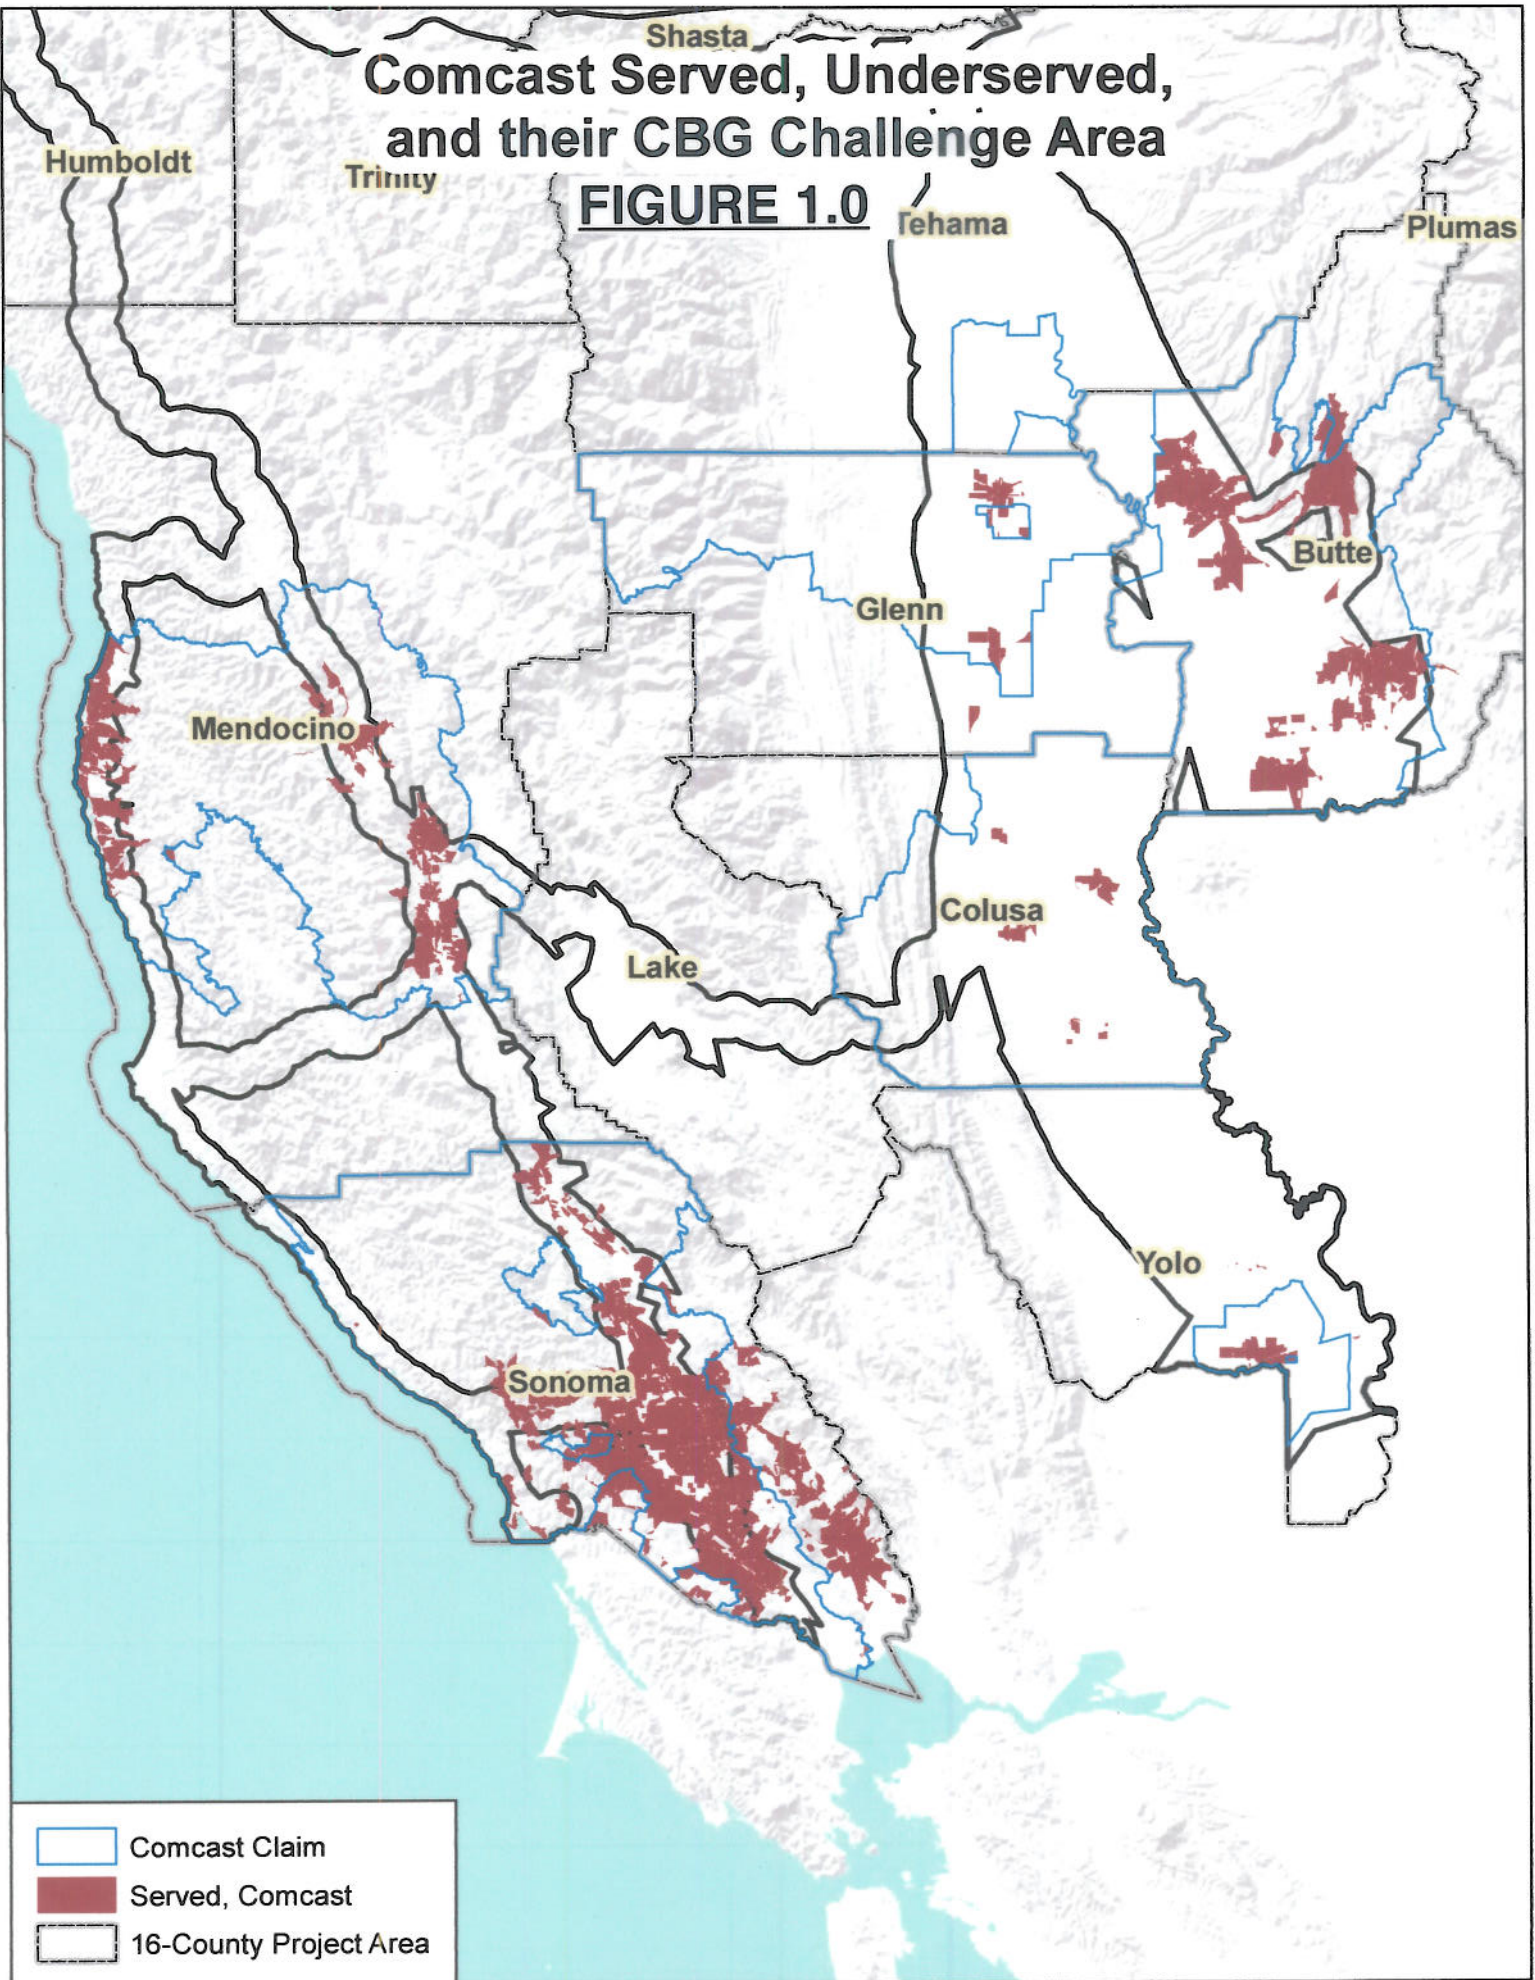 Shasta
Comcast Served, Underserved,
and their CBG Challenge Area
FIGURE 1.0
Humboldt
Trinity
Tehama
Plumas
Butte
Glenn
Mendocino
Colusa
Lake
Yolo
Sonoma
Comcast Claim
Served, Comcast
16-County Project Area